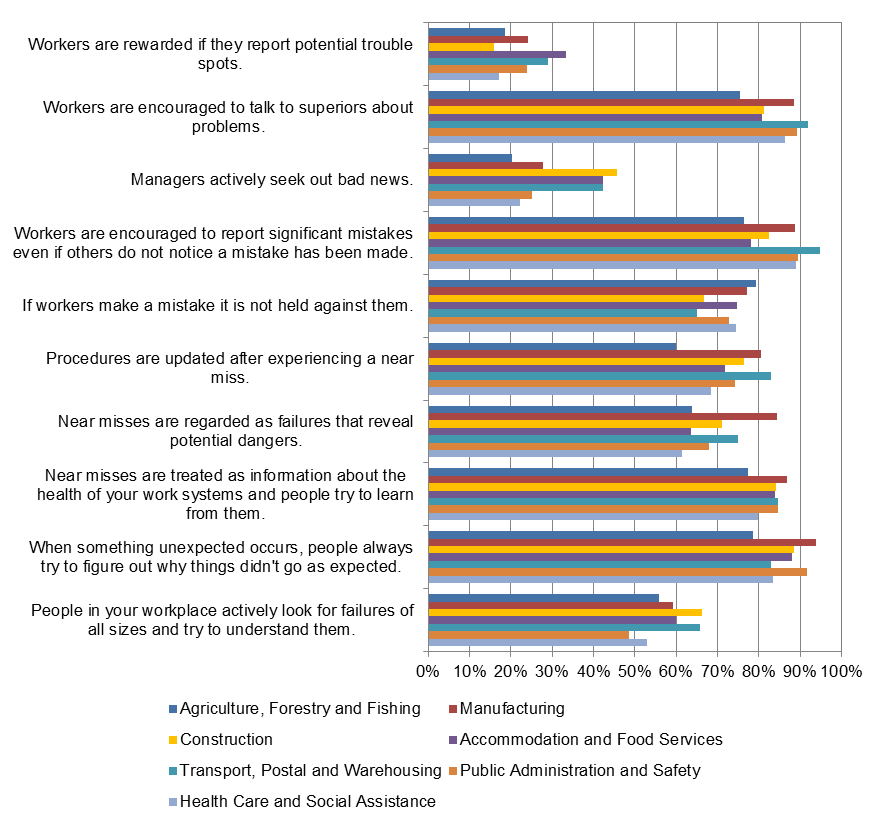 Workers are rewarded if they report potential trouble
spots.
Workers are encouraged to talk to superiors about
problems.
Managers actively seek out bad news.
Workers are encouraged to report significant mistakes
even if others do not notice a mistake has been made.
If workers make a mistake it is not held against them.
Procedures are updated after experiencing a near
miss.
Near misses are regarded as failures that reveal
potential dangers.
Near misses are treated as information about the
health of your work systems and people try to learn
from them.
When something unexpected occurs, people always
try to figure out why things didn't go as expected.
People in your workplace actively look for failures of
all sizes and try to understand them.
0% 10% 20% 30% 40% 50% 60% 70% 80% 90% 100%
Agriculture, Forestry and Fishing Manufacturing
Construction Accommodation and Food Services
Transport, Postal and Warehousing Public Administration and Safety
Health Care and Social Assistance